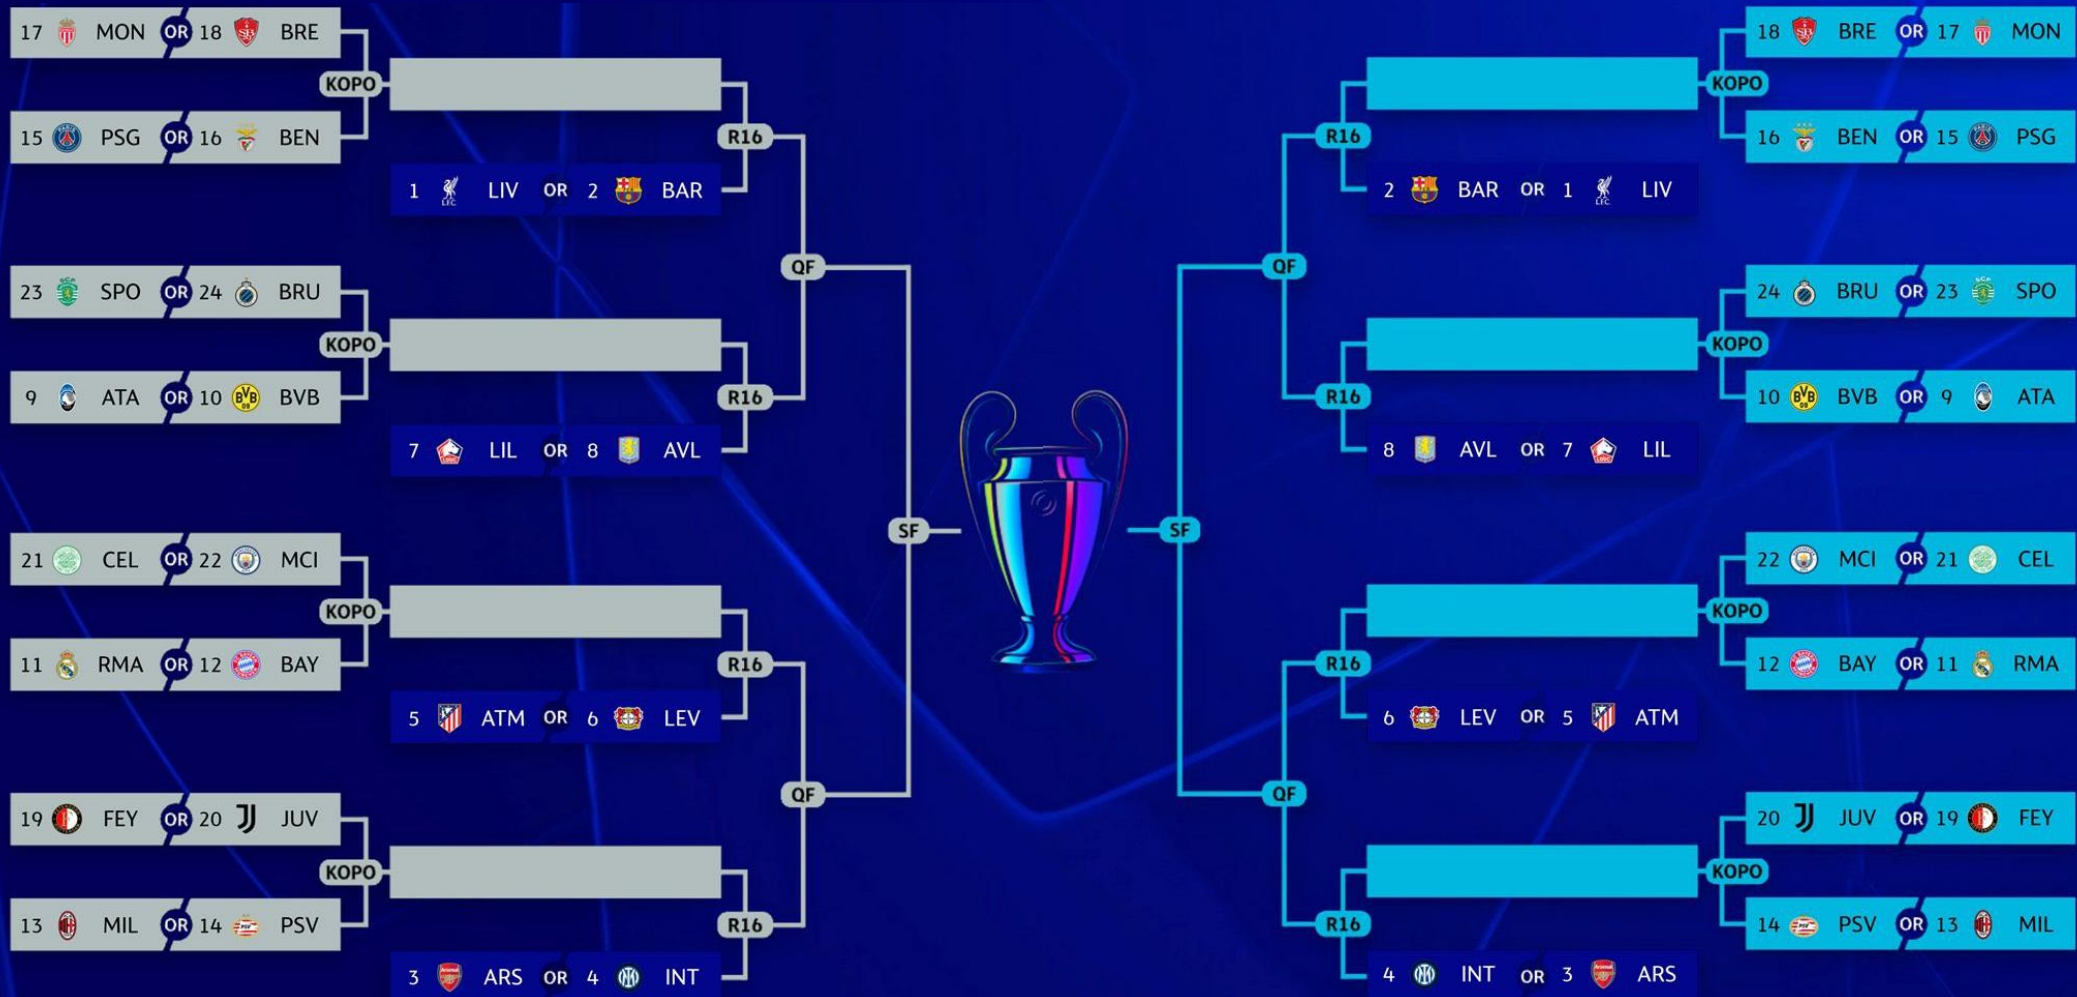 17 MON OR 18 BRE
KOPO
15 PSG OR 16 BEN
R16
1 LIV OR 2 BAR
QF
23 SPO OR 24 BRU
KOPO
9 ATA OR 10 BVB
BVB 09
R16
7 LIL OR 8 AVL
SF
21 CEL OR 22 MCI
KOPO
11 RMA OR 12 BAY
R16
5 ATM OR 6 LEV
QF
19 FEY OR 20 JUV
KOPO
13 MIL OR 14 PSV
PSV
R16
3 ARS OR 4 INT
18 BRE OR 17 MON
KOPO
16 BEN OR 15 PSG
R16
2 BAR OR 1 LIV
QF
24 BRU OR 23 SPO
KOPO
10 BVB OR 9 ATA
BVB 09
R16
8 AVL OR 7 LIL
SF
22 MCI OR 21 CEL
KOPO
12 BAY OR 11 RMA
R16
6 LEV OR 5 ATM
QF
20 JUV OR 19 FEY
KOPO
14 PSV OR 13 MIL
PSV
R16
4 INT OR 3 ARS